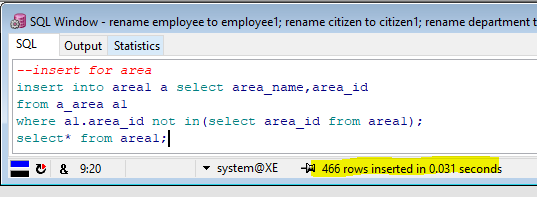 SQL Window - rename employee to employee1; rename citizen to citizen1; rename department t
SQL Output Statistics
--insert for area
insert into area1 a select area_name,area_id
from a_area al
where al.area_id not in(select area_id from area1);
select* from area1;
& 9:20 system@XE 466 rows inserted in 0.031 seconds